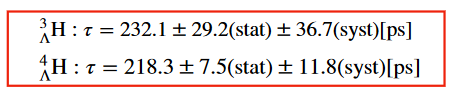 ³ΛH : τ = 232.1 ± 29.2(stat) ± 36.7(syst)[ps]
⁴ΛH : τ = 218.3 ± 7.5(stat) ± 11.8(syst)[ps]